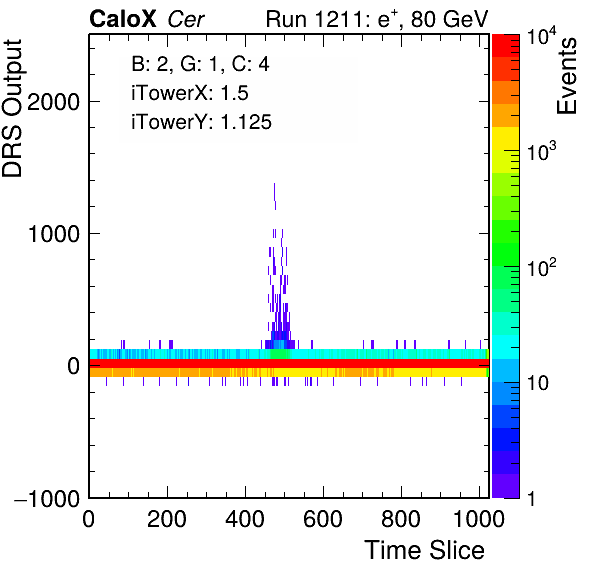 CaloX Cer Run 1211: e⁺, 80 GeV
B: 2, G: 1, C: 4
iTowerX: 1.5
iTowerY: 1.125
DRS Output
2000
1000
0
−1000
0 200 400 600 800 1000
Time Slice
Events
10⁴
10³
10²
10
1